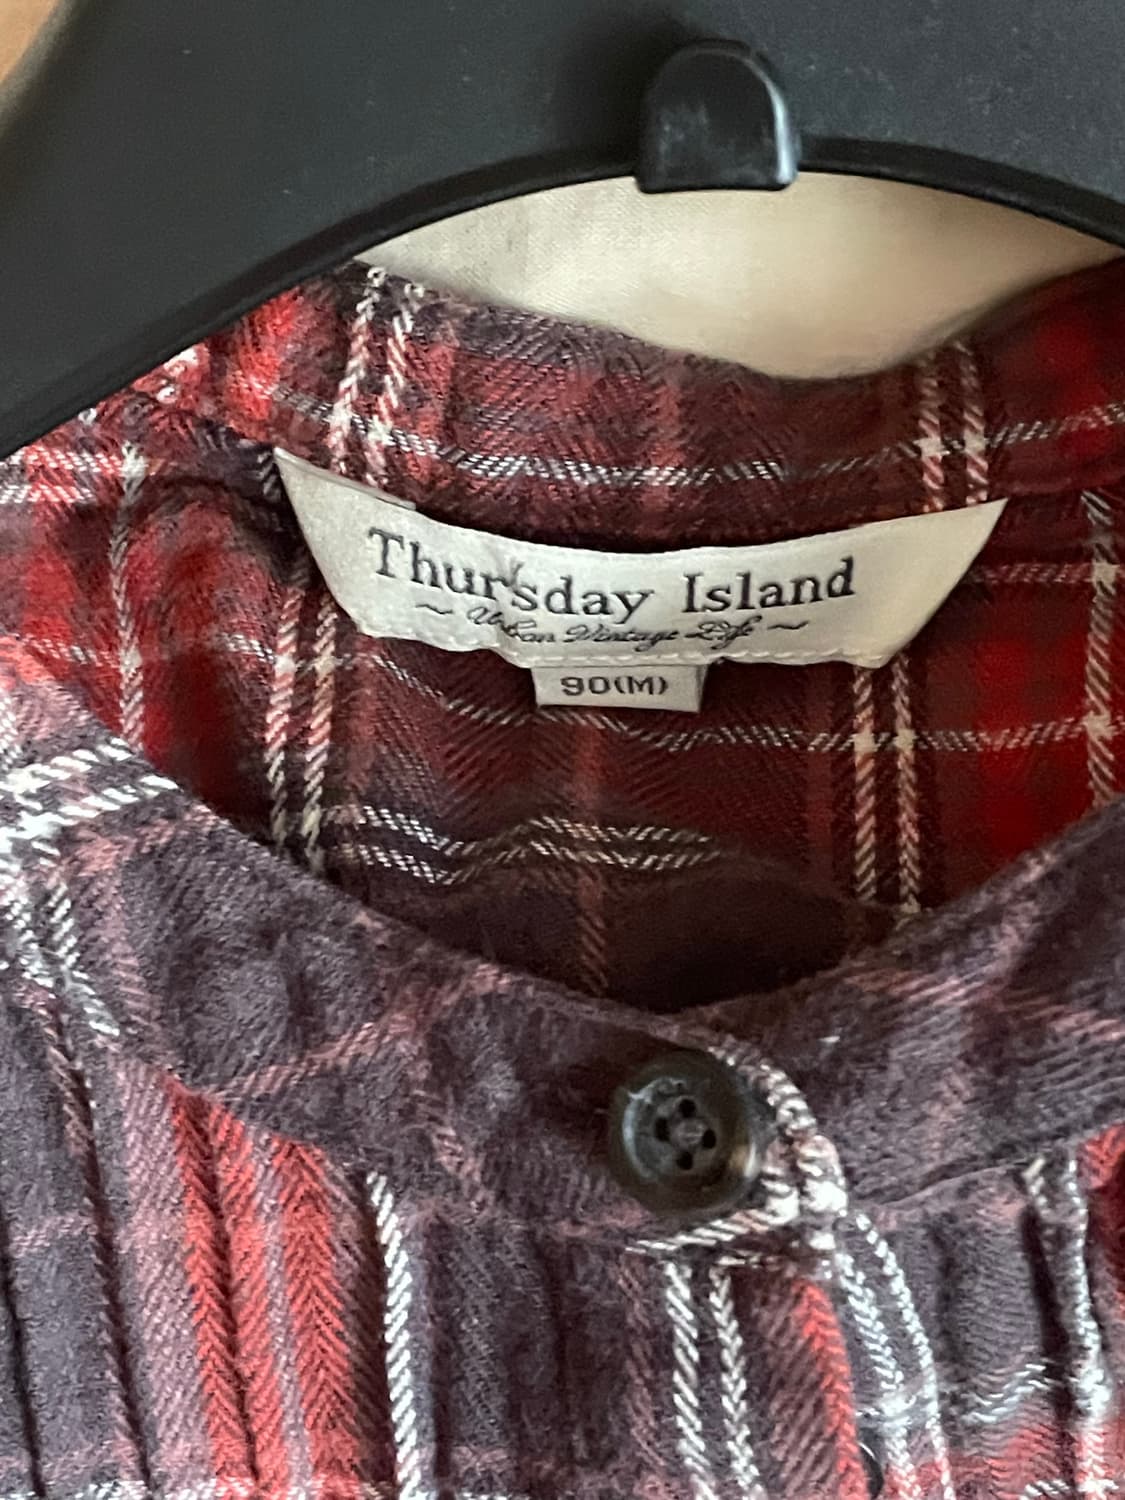 Thursday Island
~ Urban Vintage Life ~
90(M)